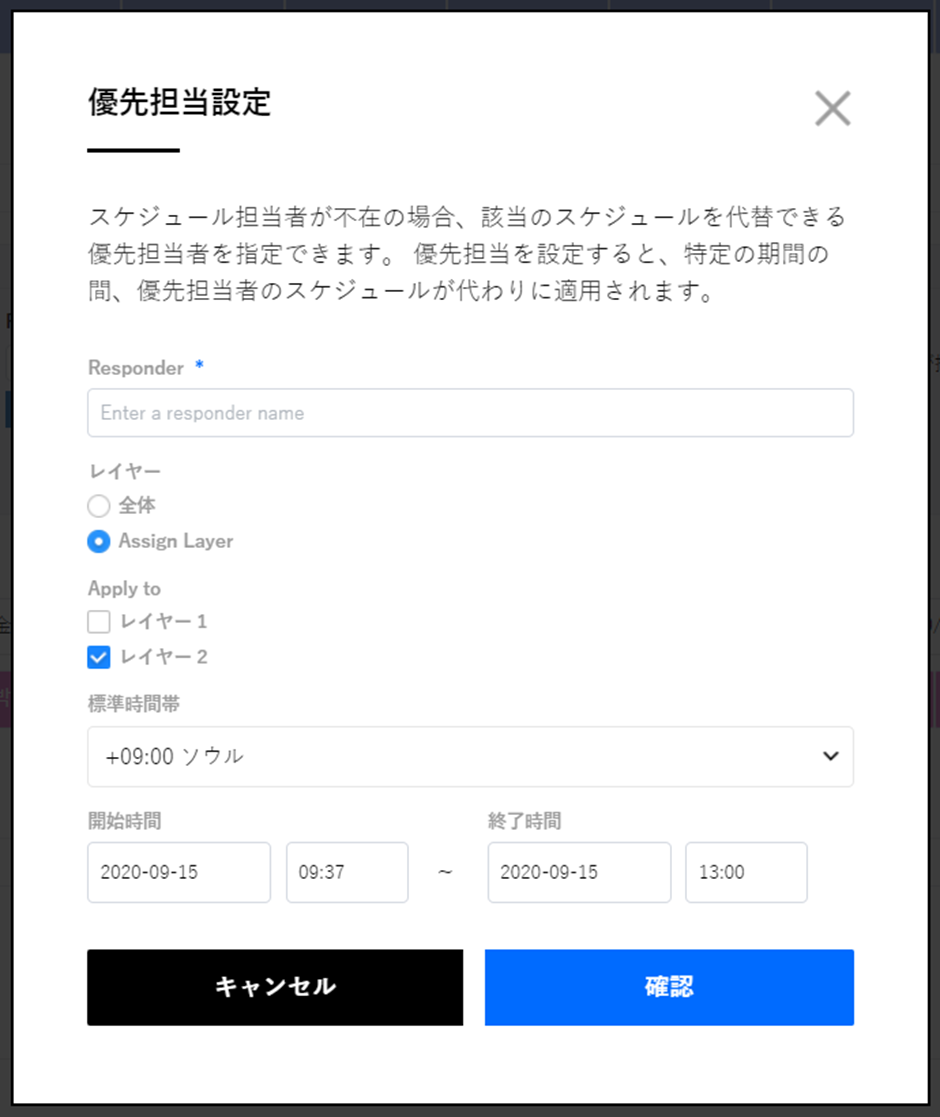 優先担当設定
スケジュール担当者が不在の場合、該当のスケジュールを代替できる
優先担当者を指定できます。 優先担当を設定すると、特定の期間の
間、優先担当者のスケジュールが代わりに適用されます。
Responder *
Enter a responder name
レイヤー
全体
Assign Layer
Apply to
レイヤー 1
レイヤー 2
標準時間帯
+09:00 ソウル
開始時間 終了時間
2020-09-15 09:37 ~ 2020-09-15 13:00
キャンセル 確認